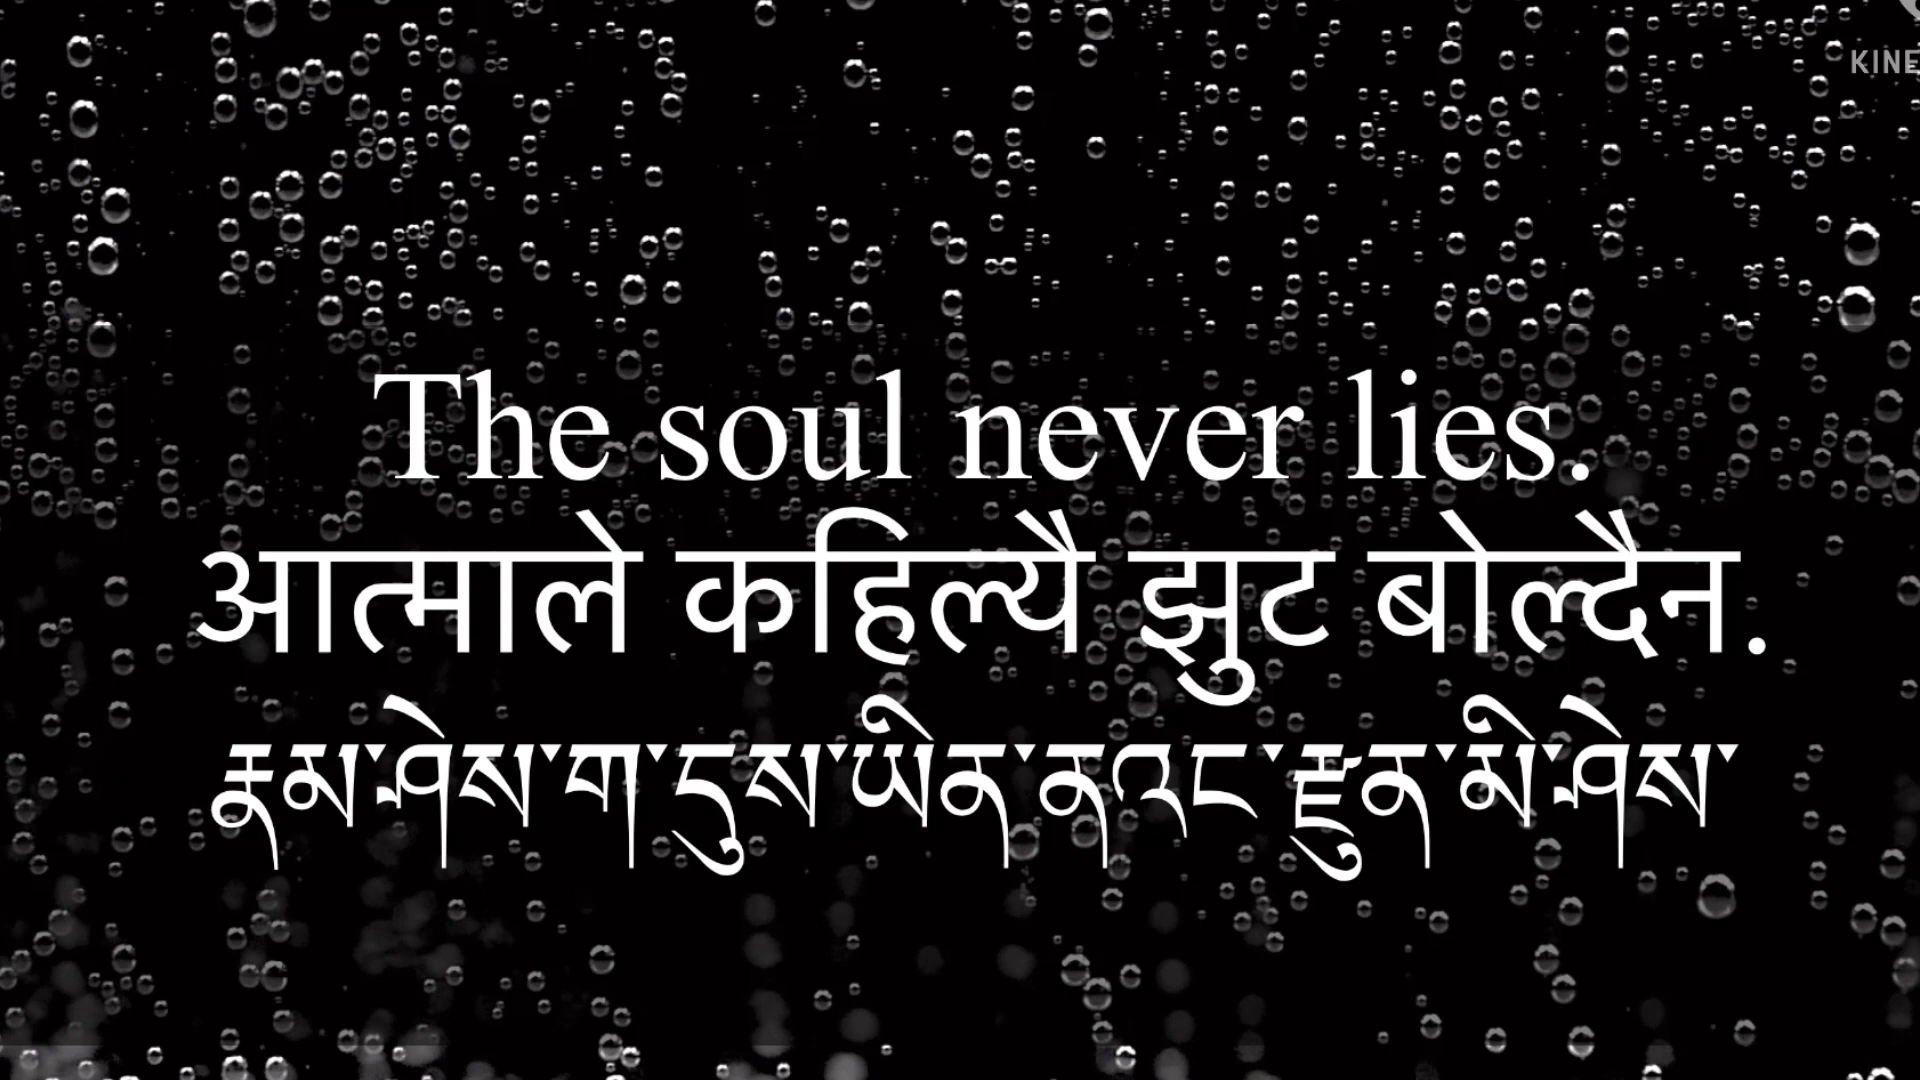 KINE
The soul never lies.
आत्माले कहिल्यै झुट बोल्दैन.
རྣམ་ཤེས་ག་དུས་ཡིན་ནའང་རྫུན་མི་ཤེས་